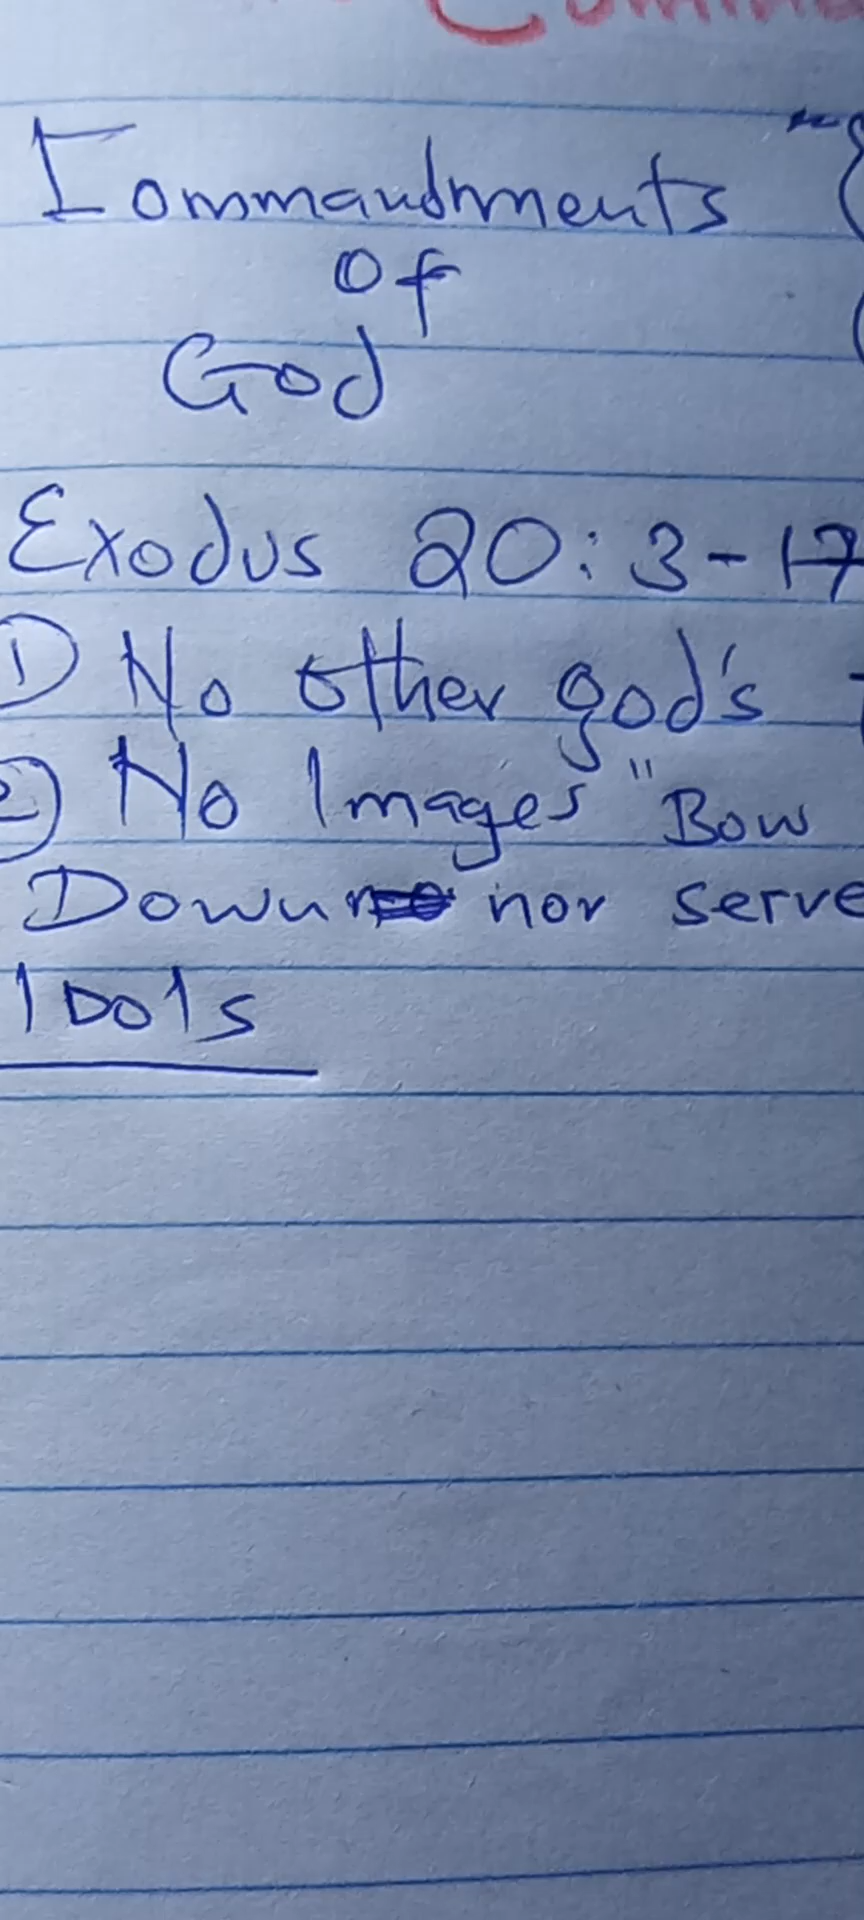 Commandments
of
God
Exodus 20:3-17
1) No other god's
2) No Images "Bow
Down nor serve
IDols